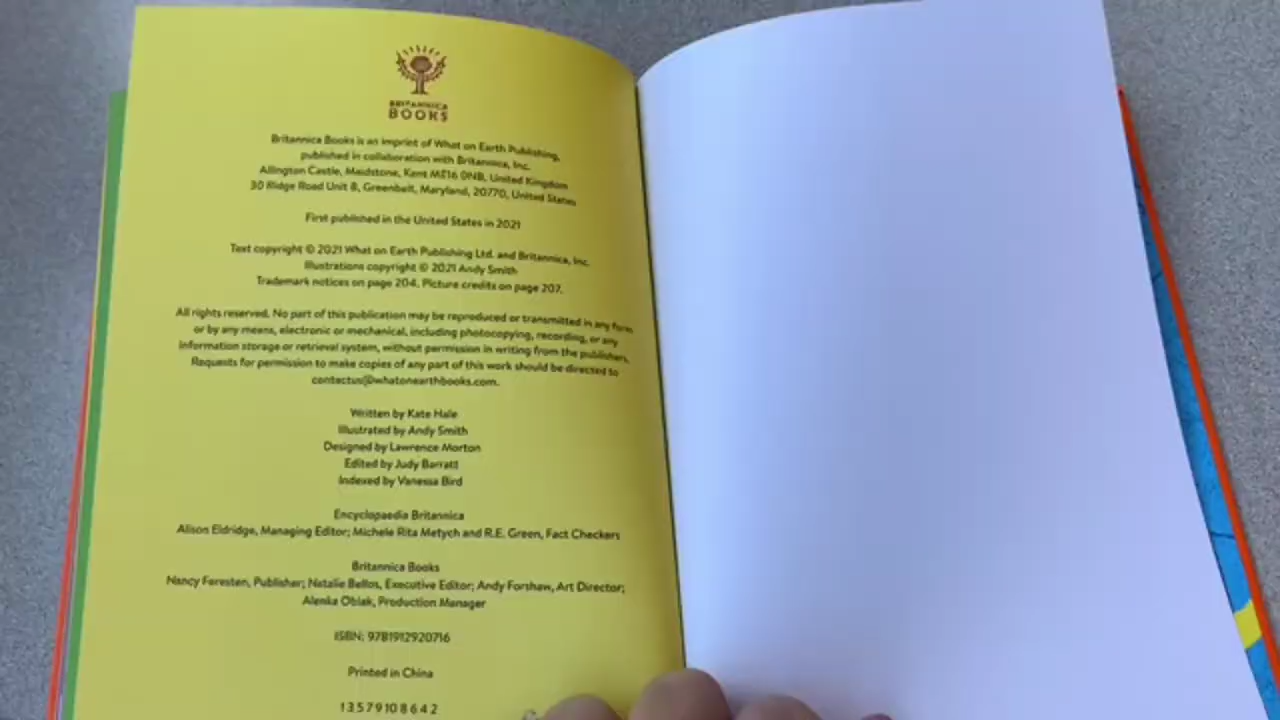 BRITANNICA
BOOKS
Britannica Books is an imprint of What on Earth Publishing,
published in collaboration with Britannica, Inc.
Allington Castle, Maidstone, Kent ME16 0NB, United Kingdom
30 Ridge Road Unit B, Greenbelt, Maryland, 20770, United States
First published in the United States in 2021
Text copyright © 2021 What on Earth Publishing Ltd. and Britannica, Inc.
Illustrations copyright © 2021 Andy Smith
Trademark notices on page 204. Picture credits on page 207.
All rights reserved. No part of this publication may be reproduced or transmitted in any form
or by any means, electronic or mechanical, including photocopying, recording, or any
information storage or retrieval system, without permission in writing from the publishers.
Requests for permission to make copies of any part of this work should be directed to
contactus@whatonearthbooks.com.
Written by Kate Hale
Illustrated by Andy Smith
Designed by Lawrence Morton
Edited by Judy Barratt
Indexed by Vanessa Bird
Encyclopaedia Britannica
Alison Eldridge, Managing Editor; Michele Rita Metych and R.E. Green, Fact Checkers
Britannica Books
Nancy Feresten, Publisher; Natalie Bellos, Executive Editor; Andy Forshaw, Art Director;
Alenka Oblak, Production Manager
ISBN: 9781912920716
Printed in China
1 3 5 7 9 10 8 6 4 2